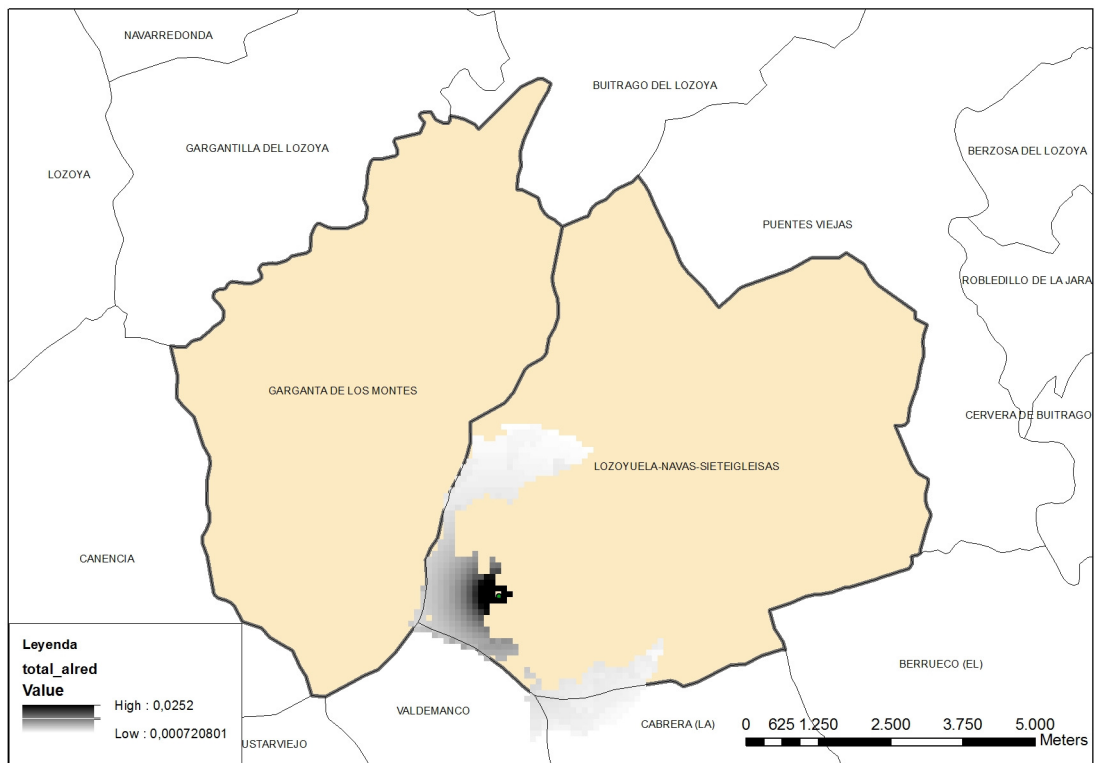 NAVARREDONDA
BUITRAGO DEL LOZOYA
GARGANTILLA DEL LOZOYA
BERZOSA DEL LOZOYA
LOZOYA
PUENTES VIEJAS
ROBLEDILLO DE LA JARA
GARGANTA DE LOS MONTES
CERVERA DE BUITRAGO
LOZOYUELA-NAVAS-SIETEIGLEISAS
CANENCIA
BERRUECO (EL)
VALDEMANCO
CABRERA (LA)
USTARVIEJO
Leyenda
total_alred
Value
High : 0,0252
Low : 0,000720801
0 625 1.250 2.500 3.750 5.000
Meters